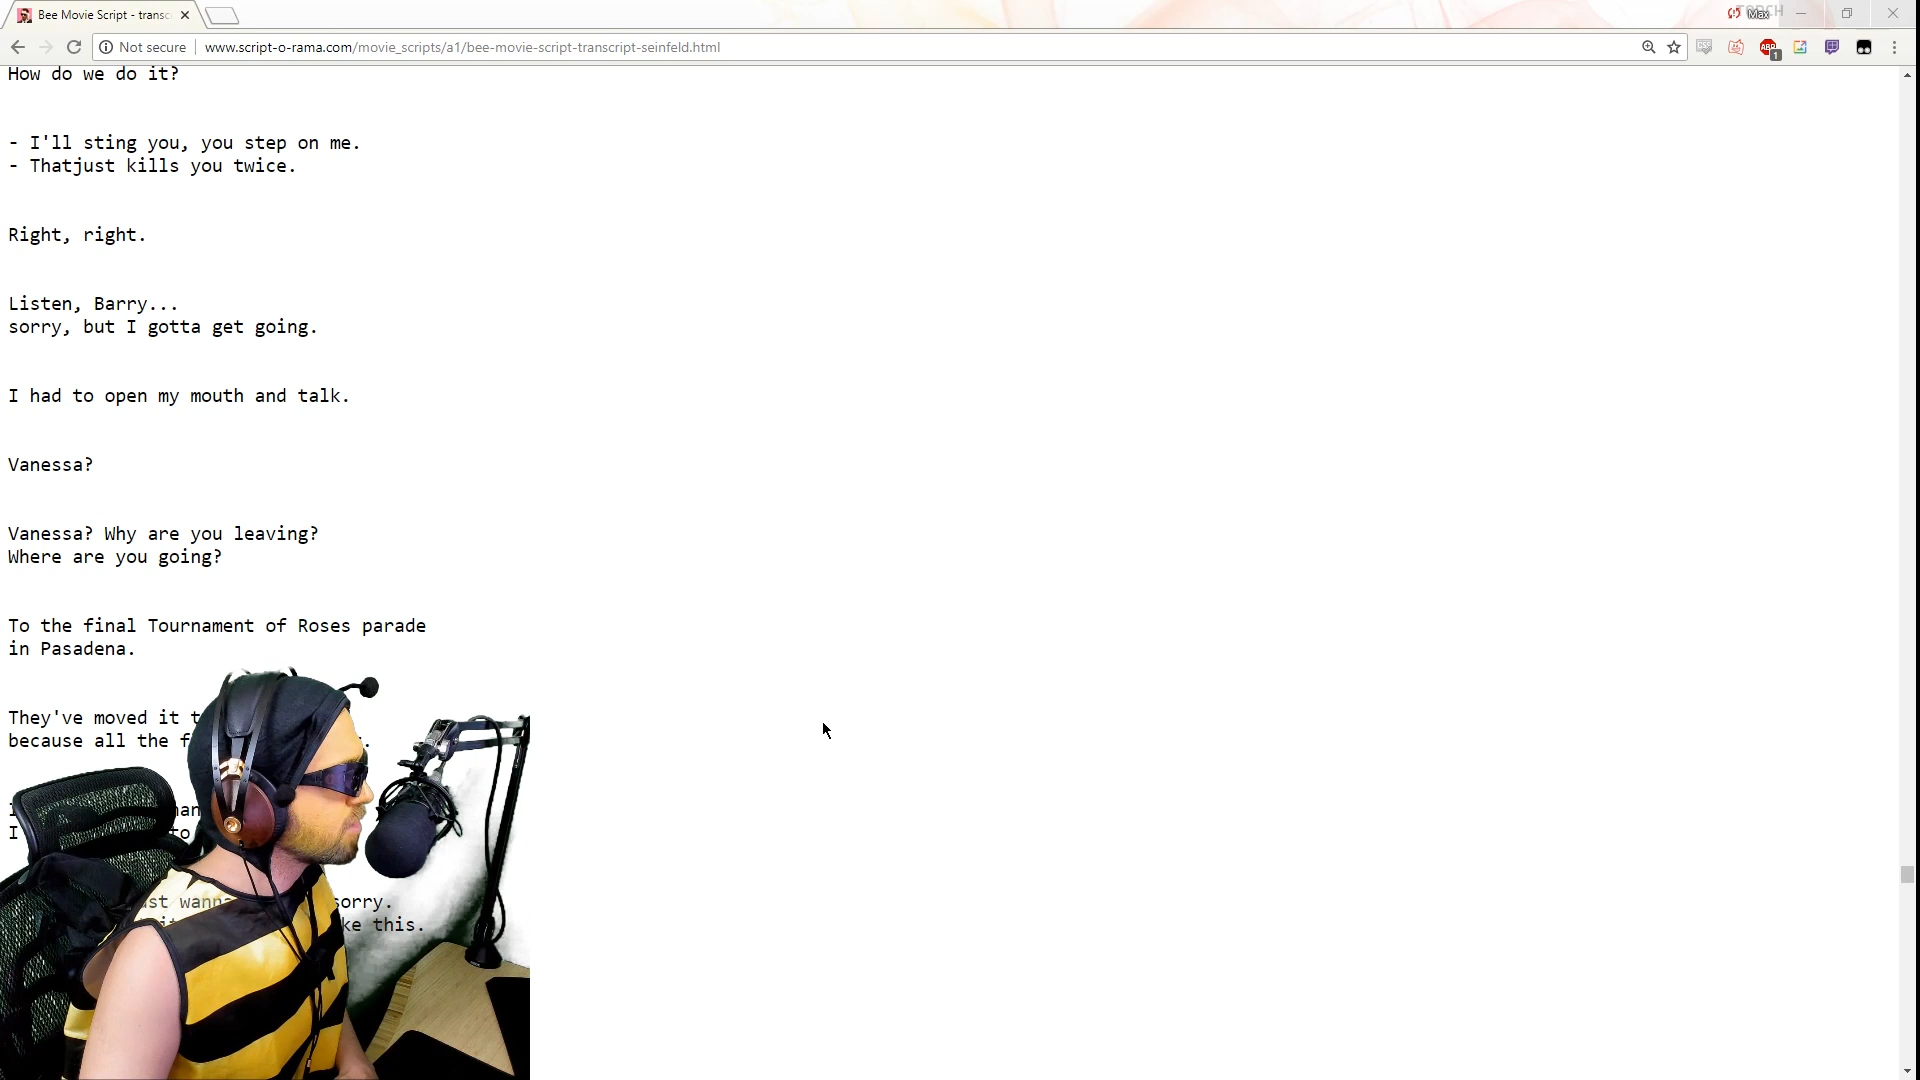 Bee Movie Script - transc
Max
TORCH
Not secure
www.script-o-rama.com/movie_scripts/a1/bee-movie-script-transcript-seinfeld.html
ABP
1
How do we do it?
- I'll sting you, you step on me.
- Thatjust kills you twice.
Right, right.
Listen, Barry...
sorry, but I gotta get going.
I had to open my mouth and talk.
Vanessa?
Vanessa? Why are you leaving?
Where are you going?
To the final Tournament of Roses parade
in Pasadena.
They've moved it
because all the
I
sorry.
this.